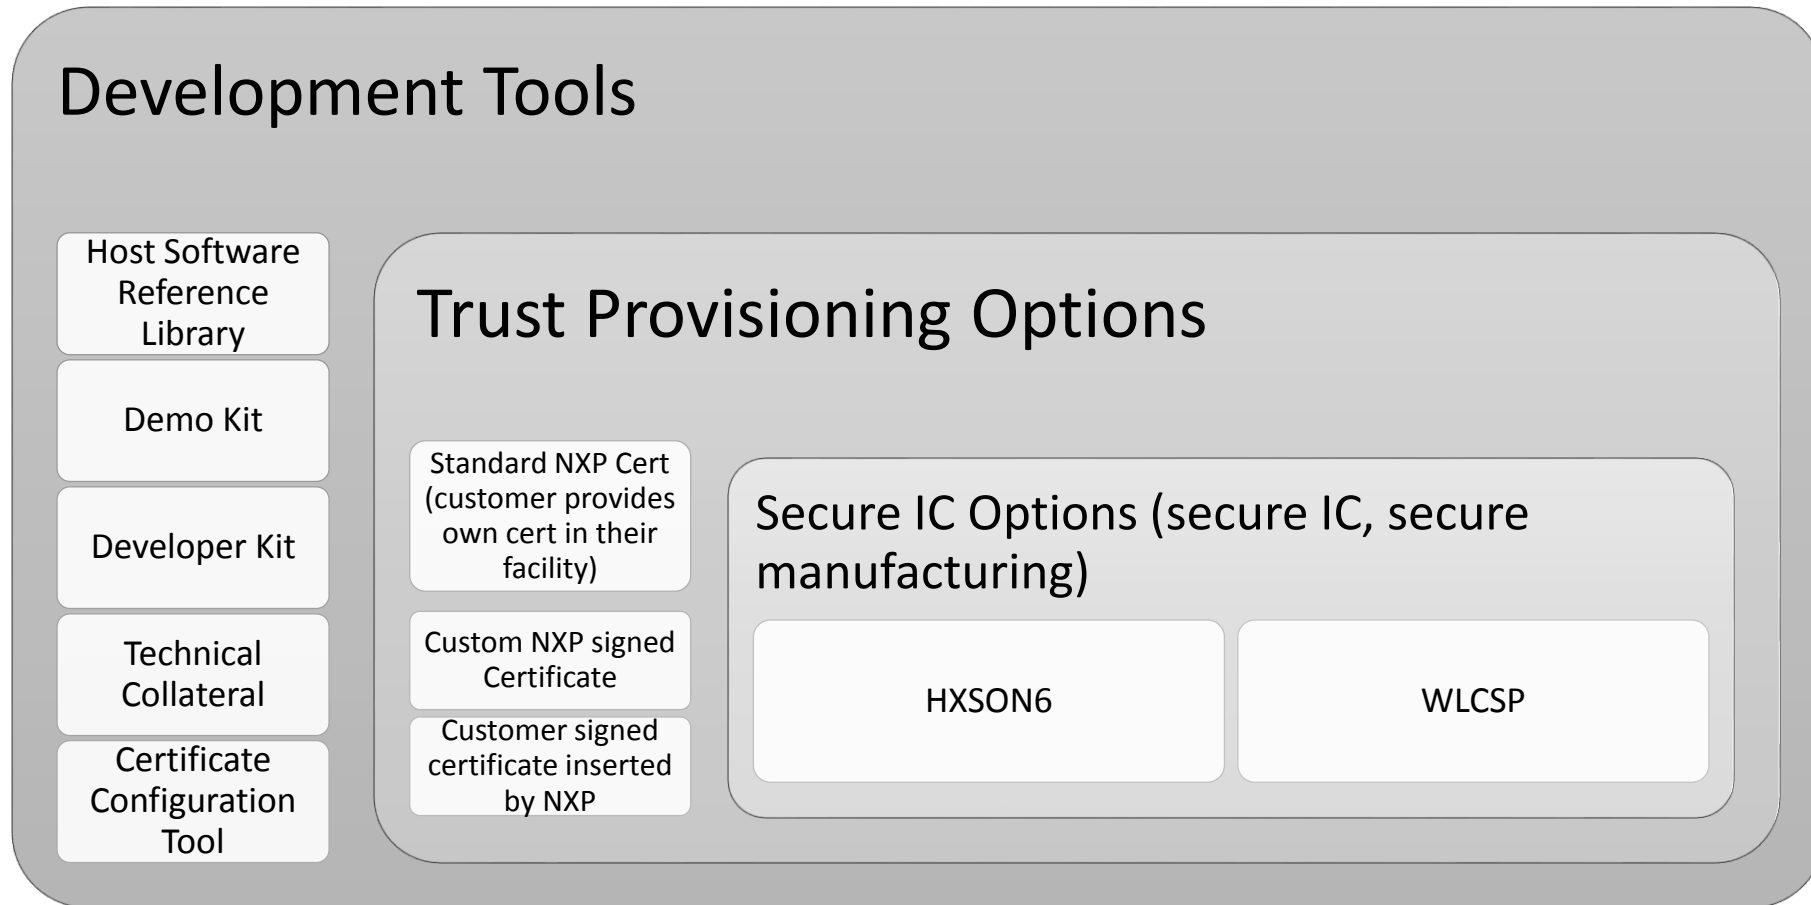 Development Tools
Host Software
Reference
Library
Demo Kit
Developer Kit
Technical
Collateral
Certificate
Configuration
Tool
Trust Provisioning Options
Standard NXP Cert
(customer provides
own cert in their
facility)
Custom NXP signed
Certificate
Customer signed
certificate inserted
by NXP
Secure IC Options (secure IC, secure
manufacturing)
HXSON6
WLCSP